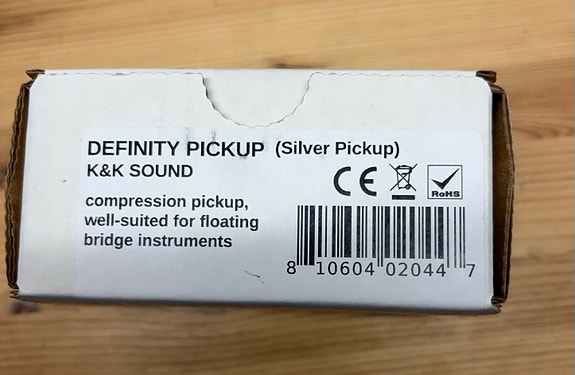 DEFINITY PICKUP (Silver Pickup)
K&K SOUND
compression pickup,
well-suited for floating
bridge instruments
CE
RoHS
8 10604 02044 7